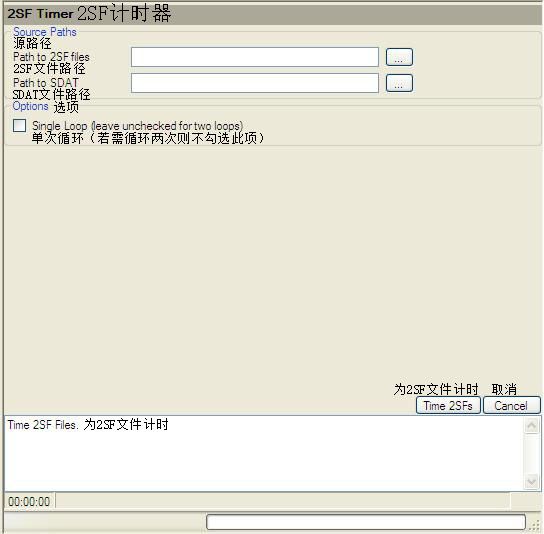 2SF Timer 2SF计时器
Source Paths
源路径
Path to 2SF files
...
2SF文件路径
Path to SDAT
...
SDAT文件路径
Options 选项
Single Loop (leave unchecked for two loops)
单次循环（若需循环两次则不勾选此项）
为2SF文件计时 取消
Time 2SFs Cancel
Time 2SF Files. 为2SF文件计时
00:00:00